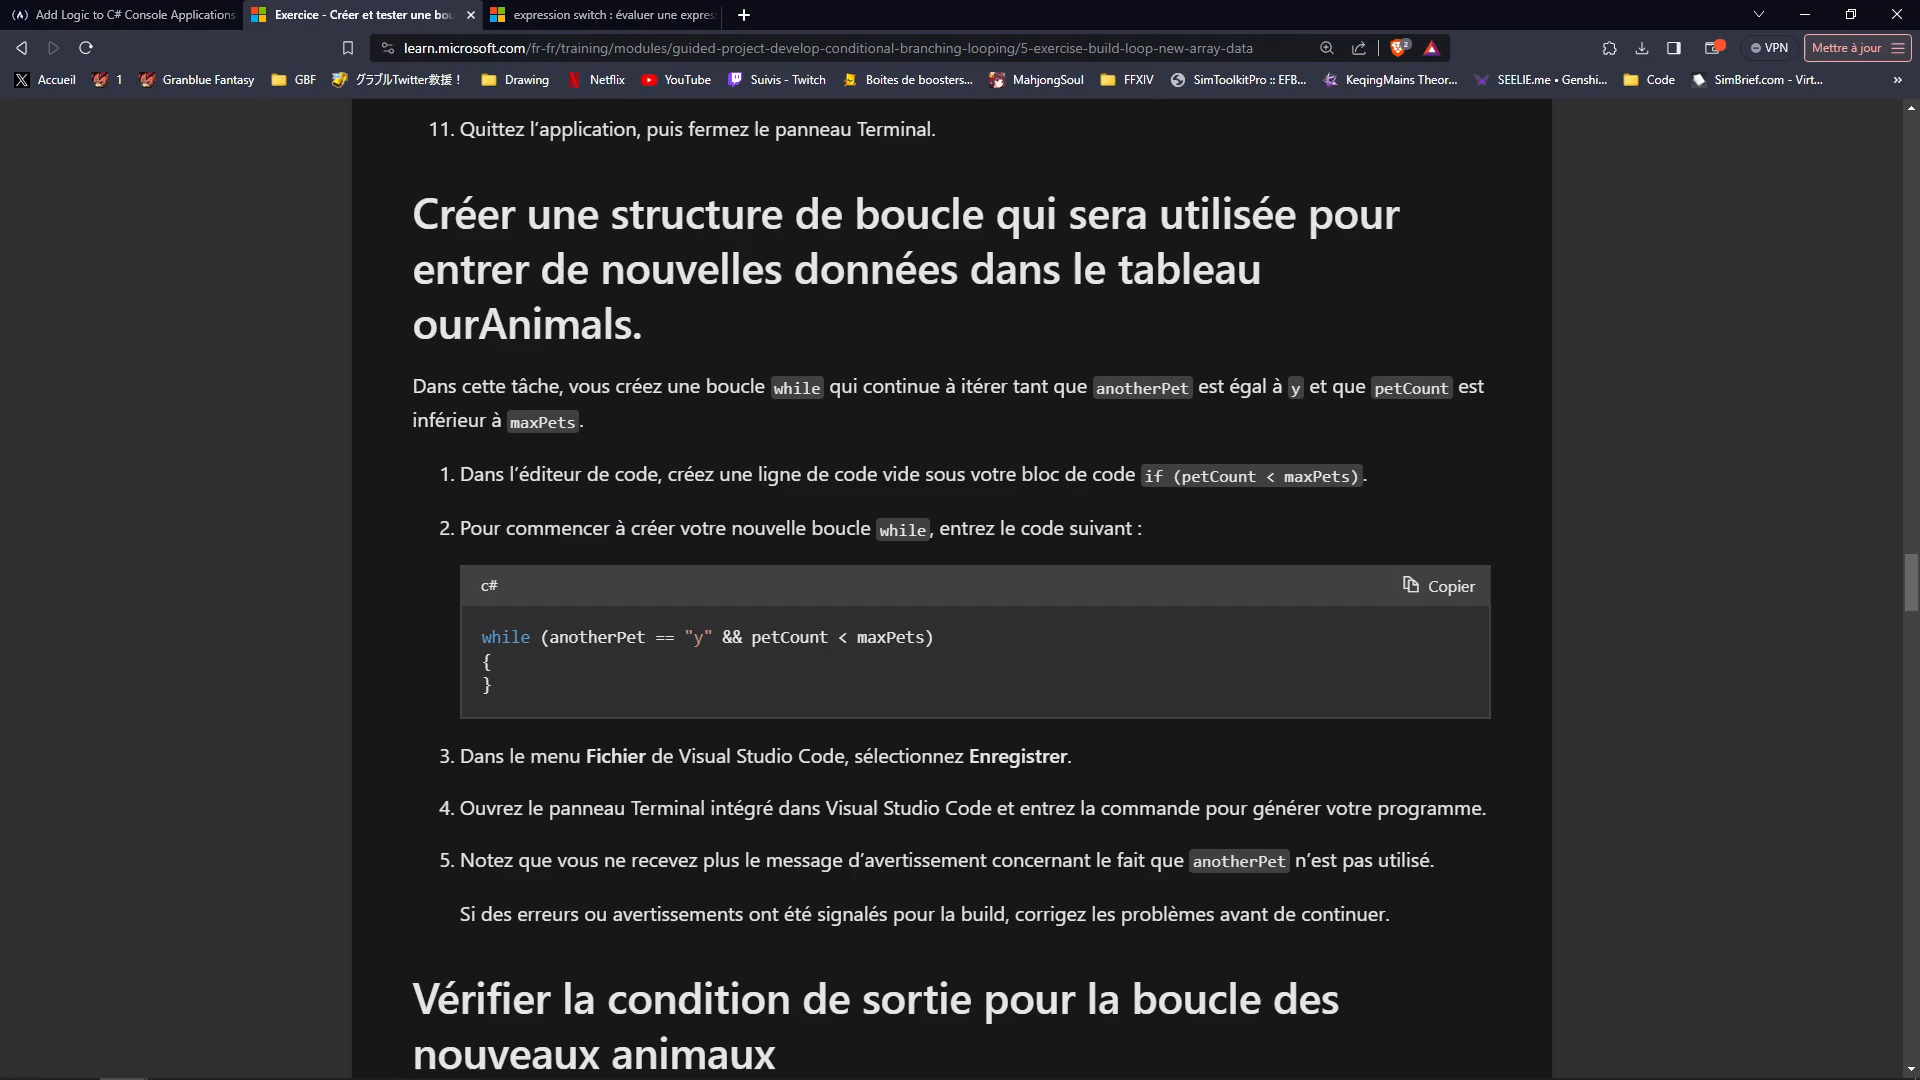 Add Logic to C# Console Applications
Exercice - Créer et tester une bou
expression switch : évaluer une expres
learn.microsoft.com/fr-fr/training/modules/guided-project-develop-conditional-branching-looping/5-exercise-build-loop-new-array-data
2
VPN
Mettre à jour
Accueil
1
Granblue Fantasy
GBF
グラブルTwitter救援！
Drawing
Netflix
YouTube
Suivis - Twitch
Boites de boosters...
MahjongSoul
FFXIV
SimToolkitPro :: EFB...
KeqingMains Theor...
SEELIE.me • Genshi...
Code
SimBrief.com - Virt...
»
11. Quittez l’application, puis fermez le panneau Terminal.
Créer une structure de boucle qui sera utilisée pour
entrer de nouvelles données dans le tableau
ourAnimals.
Dans cette tâche, vous créez une boucle while qui continue à itérer tant que anotherPet est égal à y et que petCount est
inférieur à maxPets.
1. Dans l’éditeur de code, créez une ligne de code vide sous votre bloc de code if (petCount < maxPets).
2. Pour commencer à créer votre nouvelle boucle while, entrez le code suivant :
c#
Copier
while (anotherPet == "y" && petCount < maxPets)
{
}
3. Dans le menu Fichier de Visual Studio Code, sélectionnez Enregistrer.
4. Ouvrez le panneau Terminal intégré dans Visual Studio Code et entrez la commande pour générer votre programme.
5. Notez que vous ne recevez plus le message d’avertissement concernant le fait que anotherPet n’est pas utilisé.
Si des erreurs ou avertissements ont été signalés pour la build, corrigez les problèmes avant de continuer.
Vérifier la condition de sortie pour la boucle des
nouveaux animaux